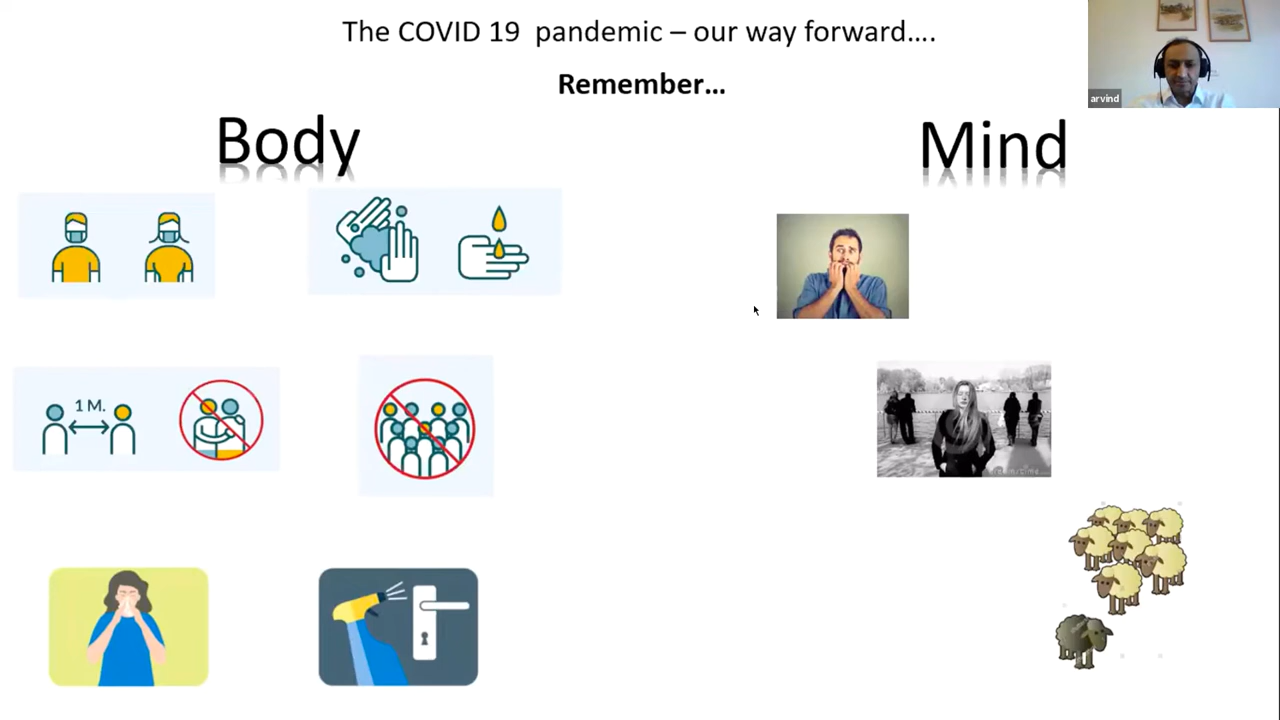 The COVID 19 pandemic – our way forward….
Remember…
arvind
Body
Mind
1 M.